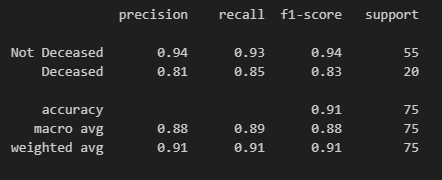 precision recall f1-score support
Not Deceased 0.94 0.93 0.94 55
Deceased 0.81 0.85 0.83 20
accuracy 0.91 75
macro avg 0.88 0.89 0.88 75
weighted avg 0.91 0.91 0.91 75